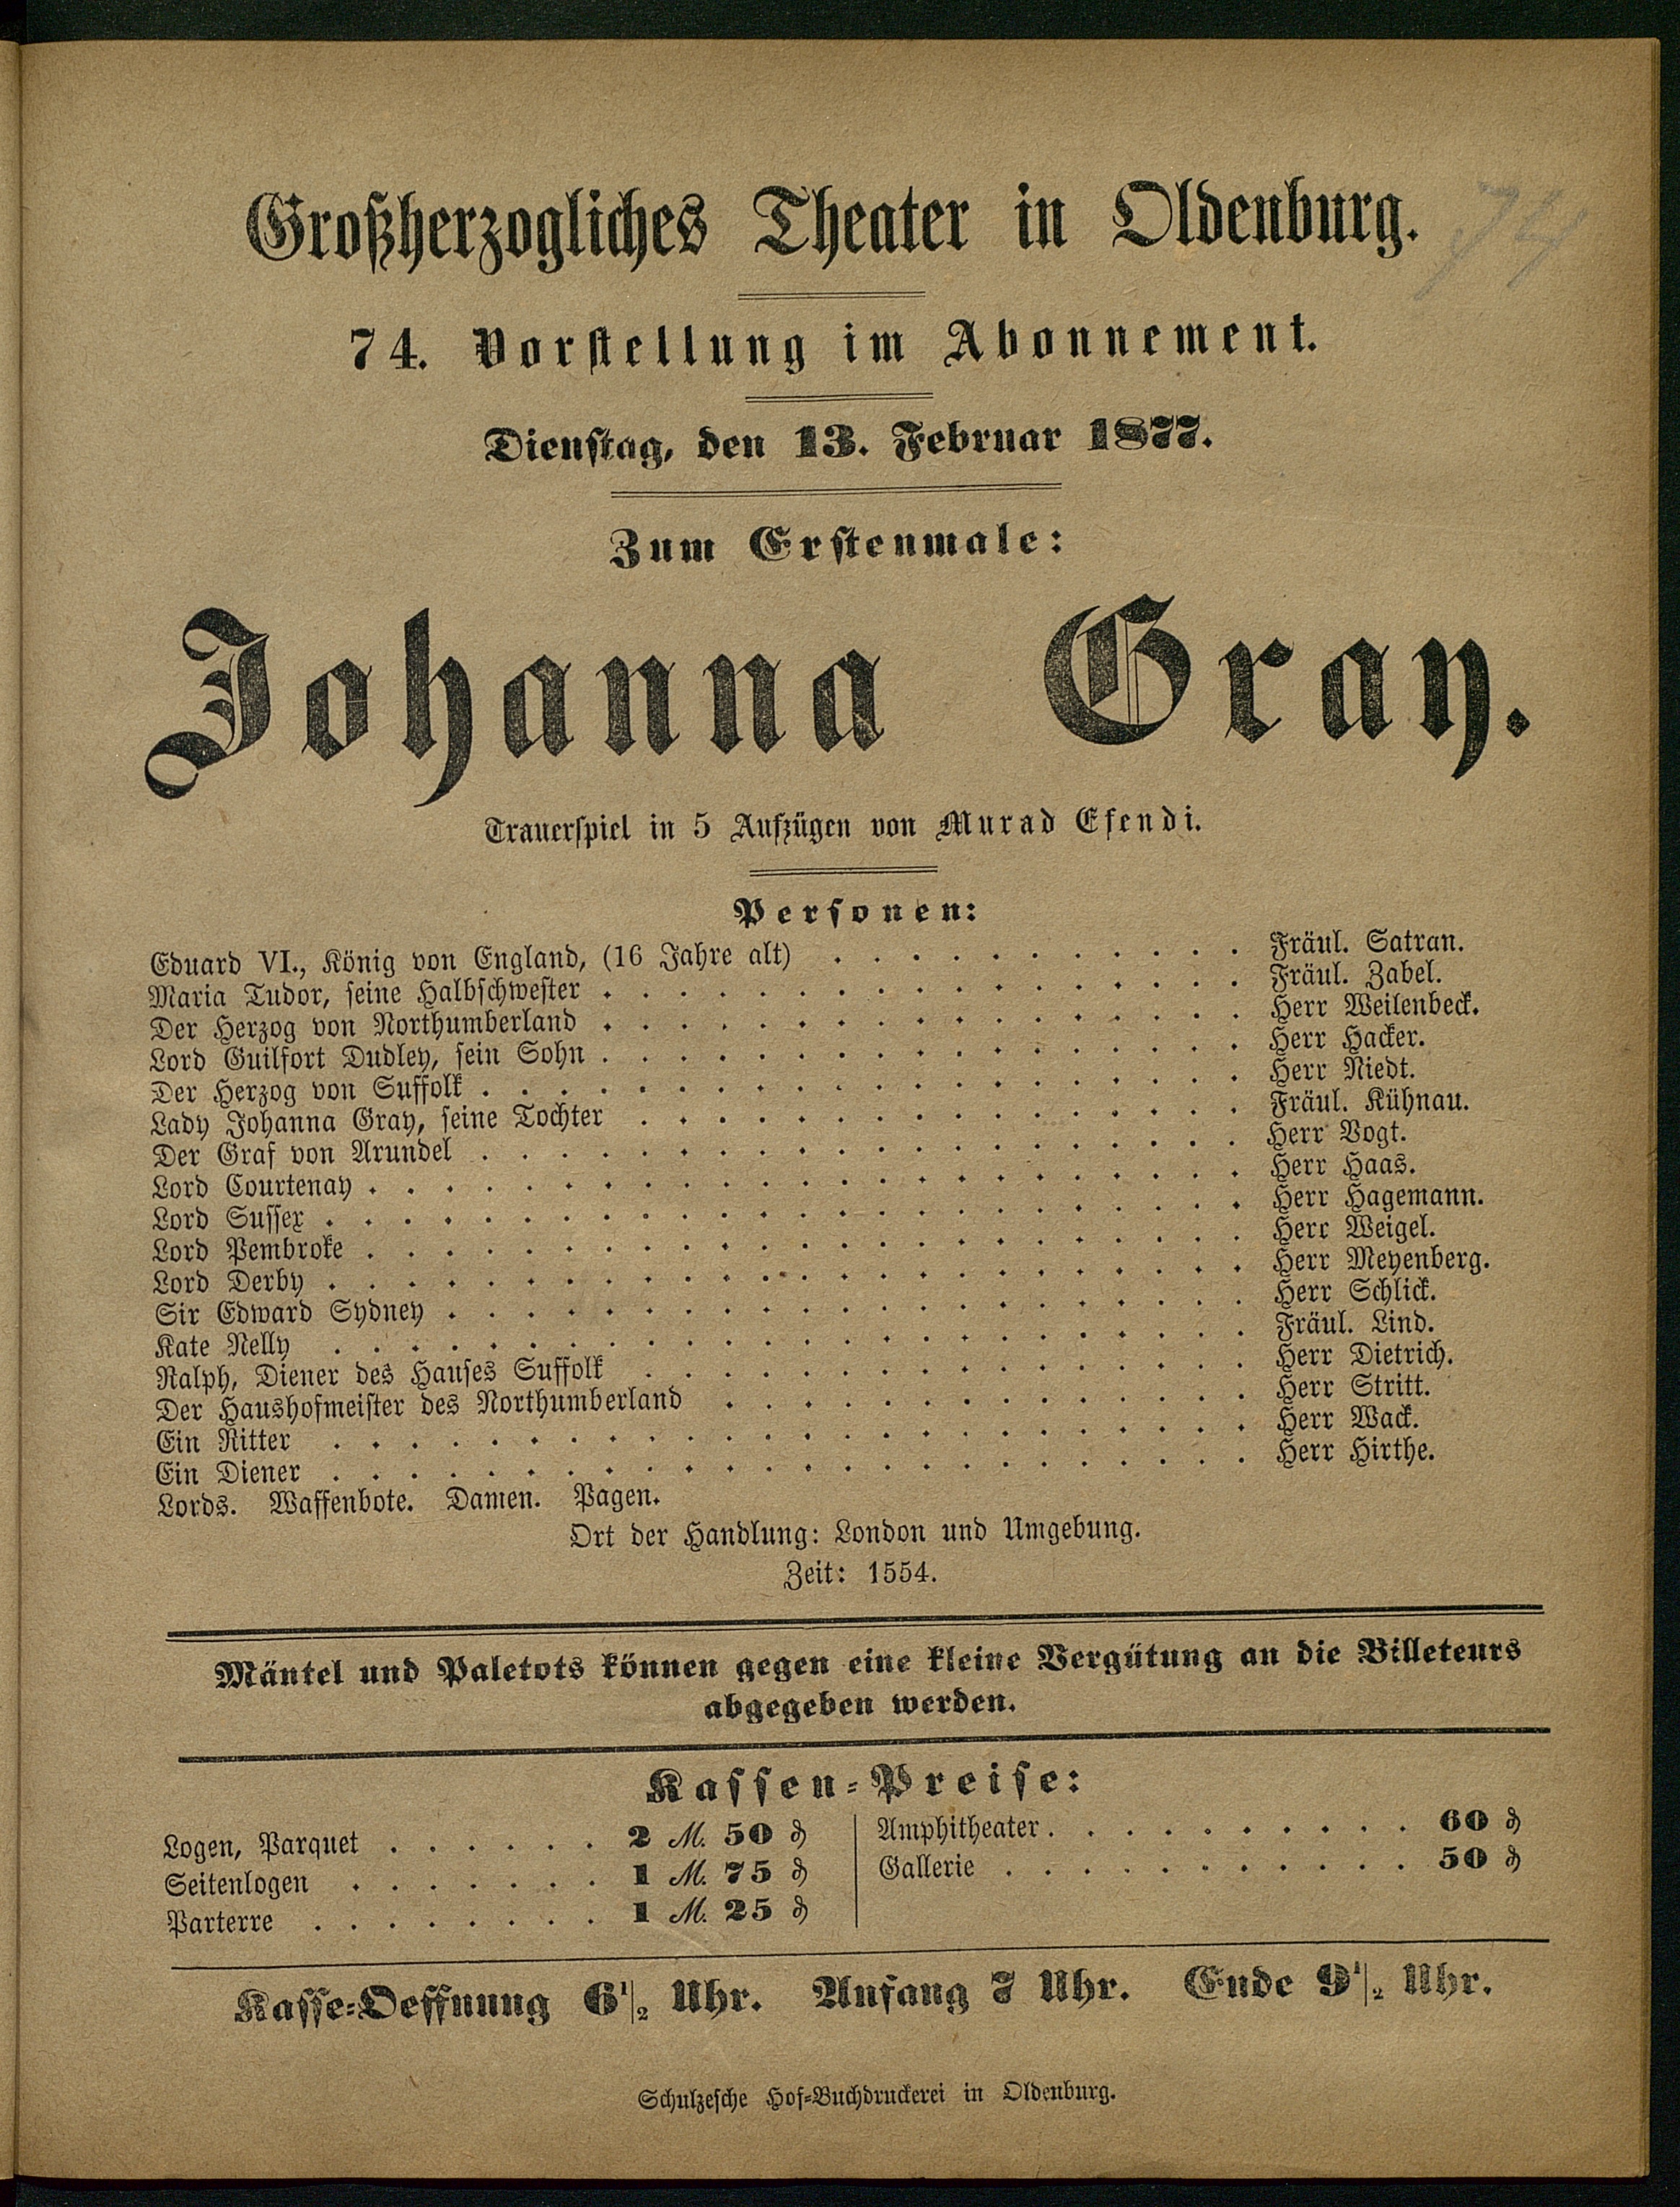 Großherzogliches Theater in Oldenburg.
74
74. Vorstellung im Abonnement.
Dienstag, den 13. Februar 1877.
Zum Erstenmale:
Johanna Gray.
Trauerspiel in 5 Aufzügen von Murad Efendi.
Personen:
Eduard VI., König von England, (16 Jahre alt) . . . . . . . . . . . Fräul. Satran.
Maria Tudor, seine Halbschwester . . . . . . . . . . . . . . . . Fräul. Zabel.
Der Herzog von Northumberland . . . . . . . . . . . . . . . . Herr Weilenbeck.
Lord Guilfort Dudley, sein Sohn . . . . . . . . . . . . . . . . Herr Hacker.
Der Herzog von Suffolk . . . . . . . . . . . . . . . . . . . Herr Niedt.
Lady Johanna Gray, seine Tochter . . . . . . . . . . . . . . . Fräul. Kühnau.
Der Graf von Arundel . . . . . . . . . . . . . . . . . . . Herr Vogt.
Lord Courtenay . . . . . . . . . . . . . . . . . . . . . . Herr Haas.
Lord Sussex . . . . . . . . . . . . . . . . . . . . . . . Herr Hagemann.
Lord Pembroke . . . . . . . . . . . . . . . . . . . . . . Herr Weigel.
Lord Derby . . . . . . . . . . . . . . . . . . . . . . . Herr Meyenberg.
Sir Edward Sydney . . . . . . . . . . . . . . . . . . . . Herr Schlick.
Kate Nelly . . . . . . . . . . . . . . . . . . . . . . . Fräul. Lind.
Ralph, Diener des Hauses Suffolk . . . . . . . . . . . . . . . Herr Dietrich.
Der Haushofmeister des Northumberland . . . . . . . . . . . . . Herr Stritt.
Ein Ritter . . . . . . . . . . . . . . . . . . . . . . . Herr Wack.
Ein Diener . . . . . . . . . . . . . . . . . . . . . . . Herr Hirthe.
Lords. Waffenbote. Damen. Pagen.
Ort der Handlung: London und Umgebung.
Zeit: 1554.
Mäntel und Paletots können gegen eine kleine Vergütung an die Billeteurs
abgegeben werden.
Kassen-Preise:
Logen, Parquet . . . . . . 2 M. 50 ₰
Seitenlogen . . . . . . . 1 M. 75 ₰
Parterre . . . . . . . . 1 M. 25 ₰
Amphitheater . . . . . . . . . . 60 ₰
Gallerie . . . . . . . . . . . 50 ₰
Kasse-Oeffnung 6 1/2 Uhr. Anfang 7 Uhr. Ende 9 1/2 Uhr.
Schulzesche Hof-Buchdruckerei in Oldenburg.